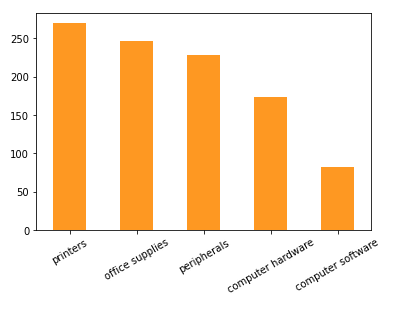 250
200
150
100
50
0
printers
office supplies
peripherals
computer hardware
computer software